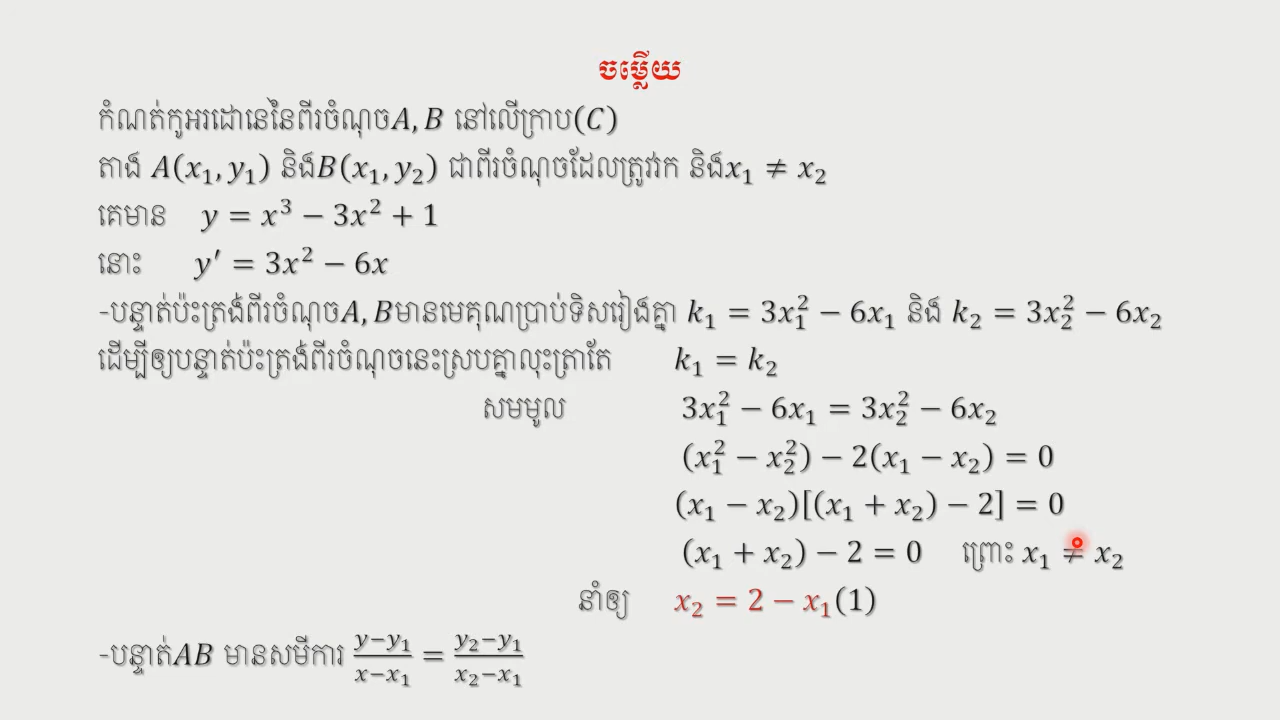 ចម្លើយ
កំណត់កូអរដោនេនៃពីរចំណុចA, B នៅលើក្រាប(C)
តាង A(x₁, y₁) និងB(x₁, y₂) ជាពីរចំណុចដែលត្រូវរក និងx₁ ≠ x₂
គេមាន y = x³ − 3x² + 1
នោះ y′ = 3x² − 6x
-បន្ទាត់ប៉ះត្រង់ពីរចំណុចA, Bមានមេគុណប្រាប់ទិសរៀងគ្នា k₁ = 3x₁² − 6x₁ និង k₂ = 3x₂² − 6x₂
ដើម្បីឲ្យបន្ទាត់ប៉ះត្រង់ពីរចំណុចនេះស្របគ្នាលុះត្រាតែ k₁ = k₂
សមមូល 3x₁² − 6x₁ = 3x₂² − 6x₂
(x₁² − x₂²) − 2(x₁ − x₂) = 0
(x₁ − x₂)[(x₁ + x₂) − 2] = 0
(x₁ + x₂) − 2 = 0 ព្រោះ x₁ ≠ x₂
នាំឲ្យ x₂ = 2 − x₁(1)
-បន្ទាត់AB មានសមីការ (y−y₁)/(x−x₁) = (y₂−y₁)/(x₂−x₁)